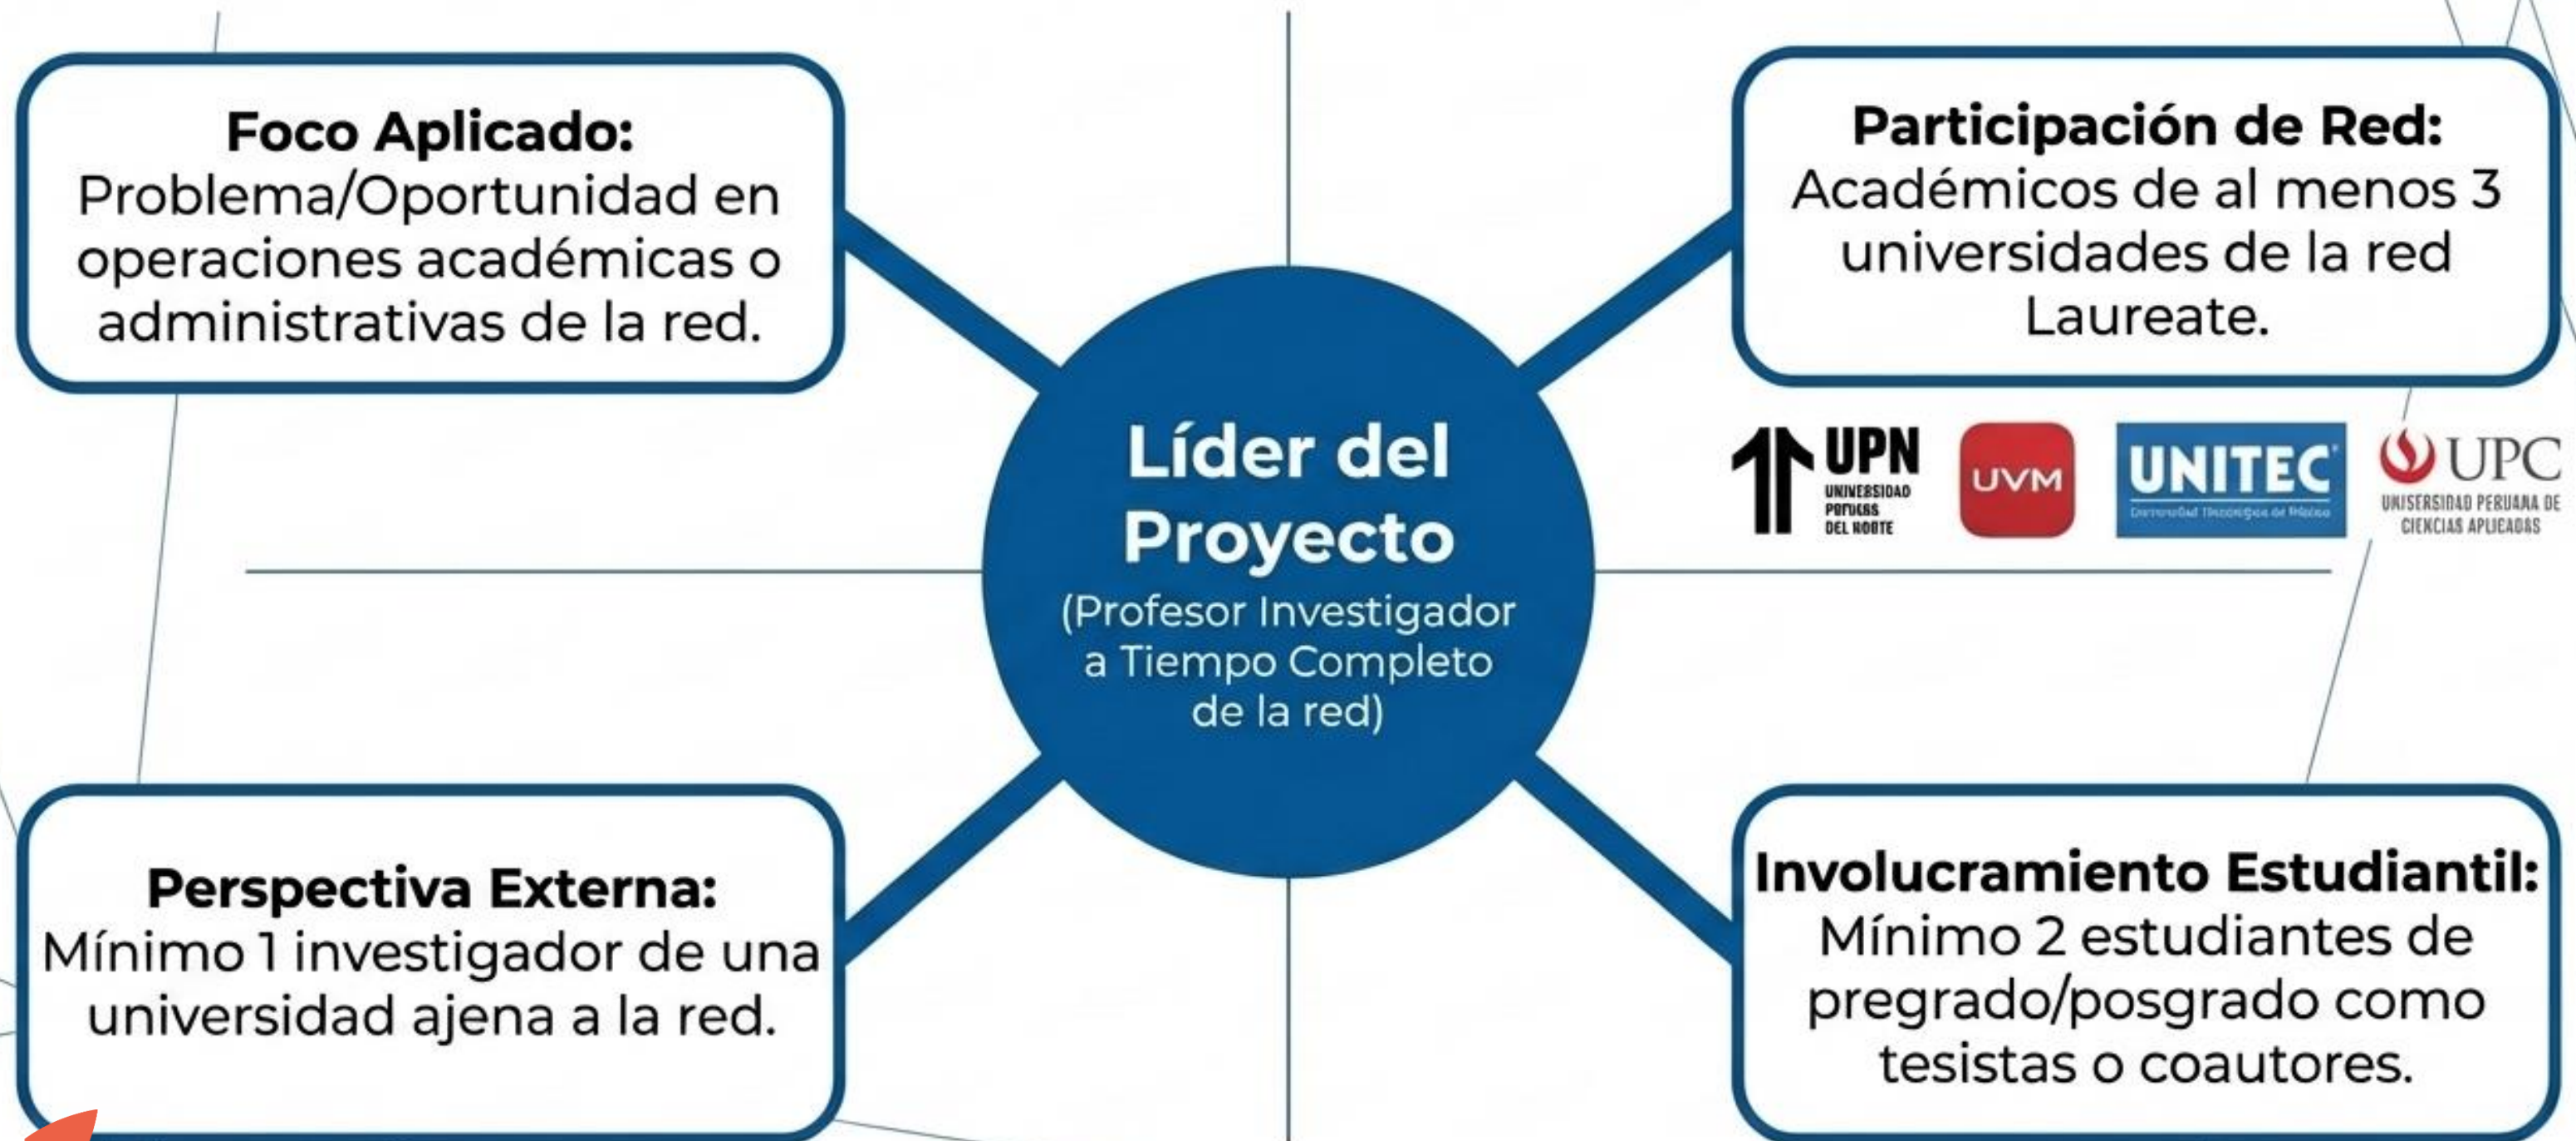 Foco Aplicado:
Problema/Oportunidad en
operaciones académicas o
administrativas de la red.
Participación de Red:
Académicos de al menos 3
universidades de la red
Laureate.
UPN
UNIVE8SIDAD
DEL NOBTE
UVM
UNITEC
UPC
UNISERSIDAD PERUANA DE
CIENCIAS APLICADAS
Líder del
Proyecto
(Profesor Investigador
a Tiempo Completo
de la red)
Perspectiva Externa:
Mínimo 1 investigador de una
universidad ajena a la red.
Involucramiento Estudiantil:
Mínimo 2 estudiantes de
pregrado/posgrado como
tesistas o coautores.